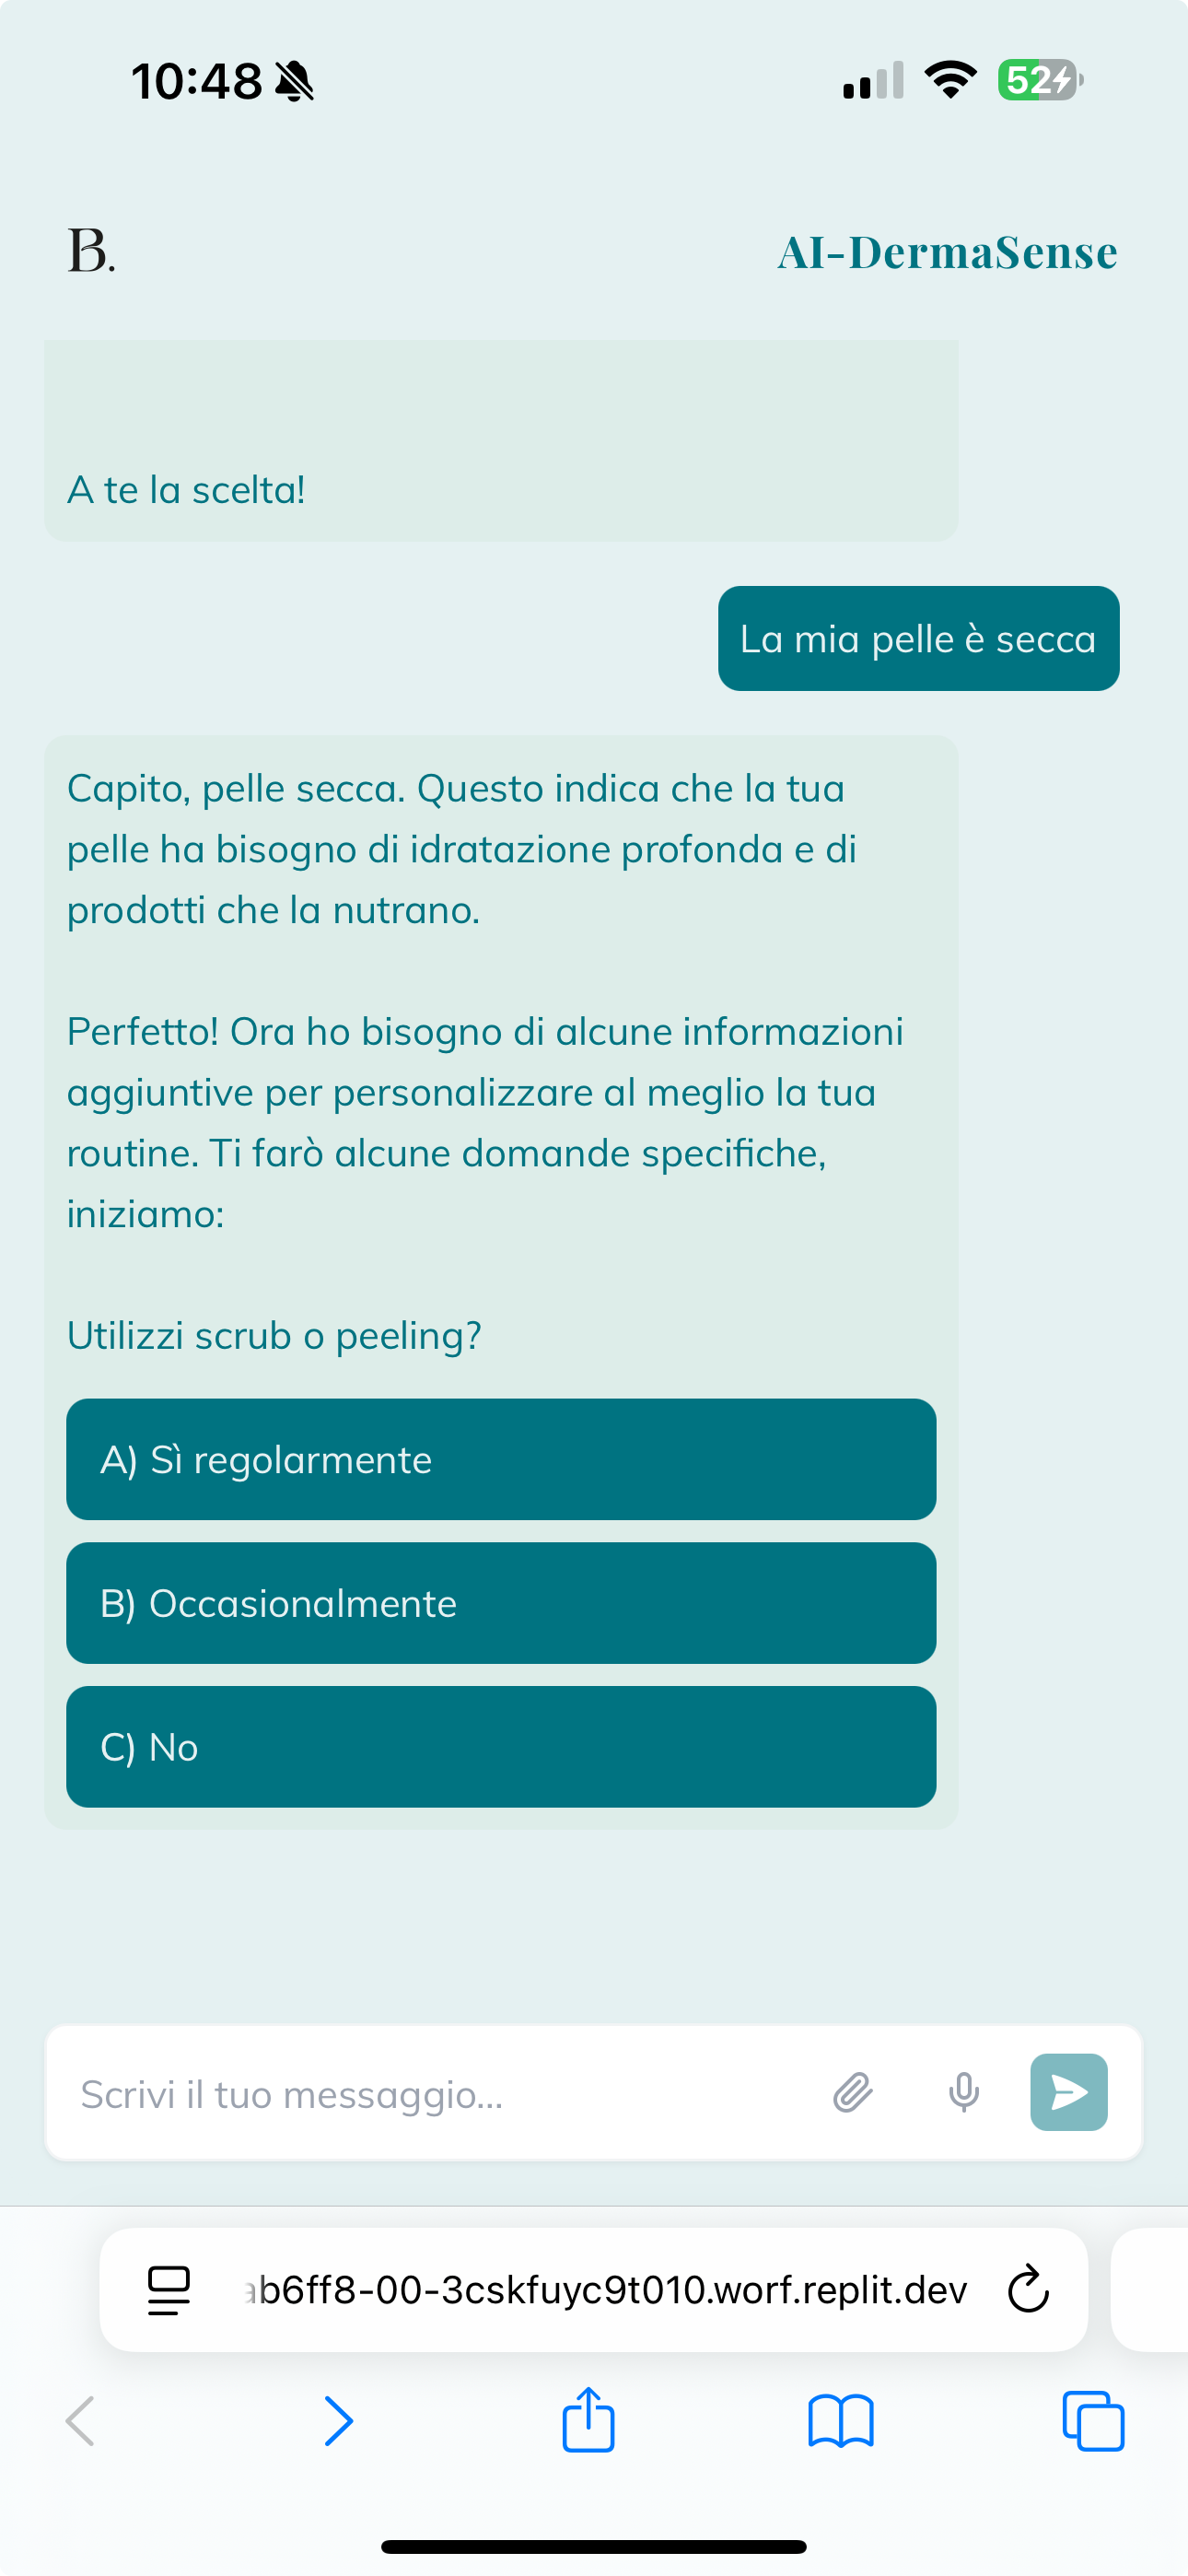 10:48
52
B.
AI-DermaSense
A te la scelta!
La mia pelle è secca
Capito, pelle secca. Questo indica che la tua
pelle ha bisogno di idratazione profonda e di
prodotti che la nutrano.
Perfetto! Ora ho bisogno di alcune informazioni
aggiuntive per personalizzare al meglio la tua
routine. Ti farò alcune domande specifiche,
iniziamo:
Utilizzi scrub o peeling?
A) Sì regolarmente
B) Occasionalmente
C) No
Scrivi il tuo messaggio...
b6ff8-00-3cskfuyc9t010.worf.replit.dev